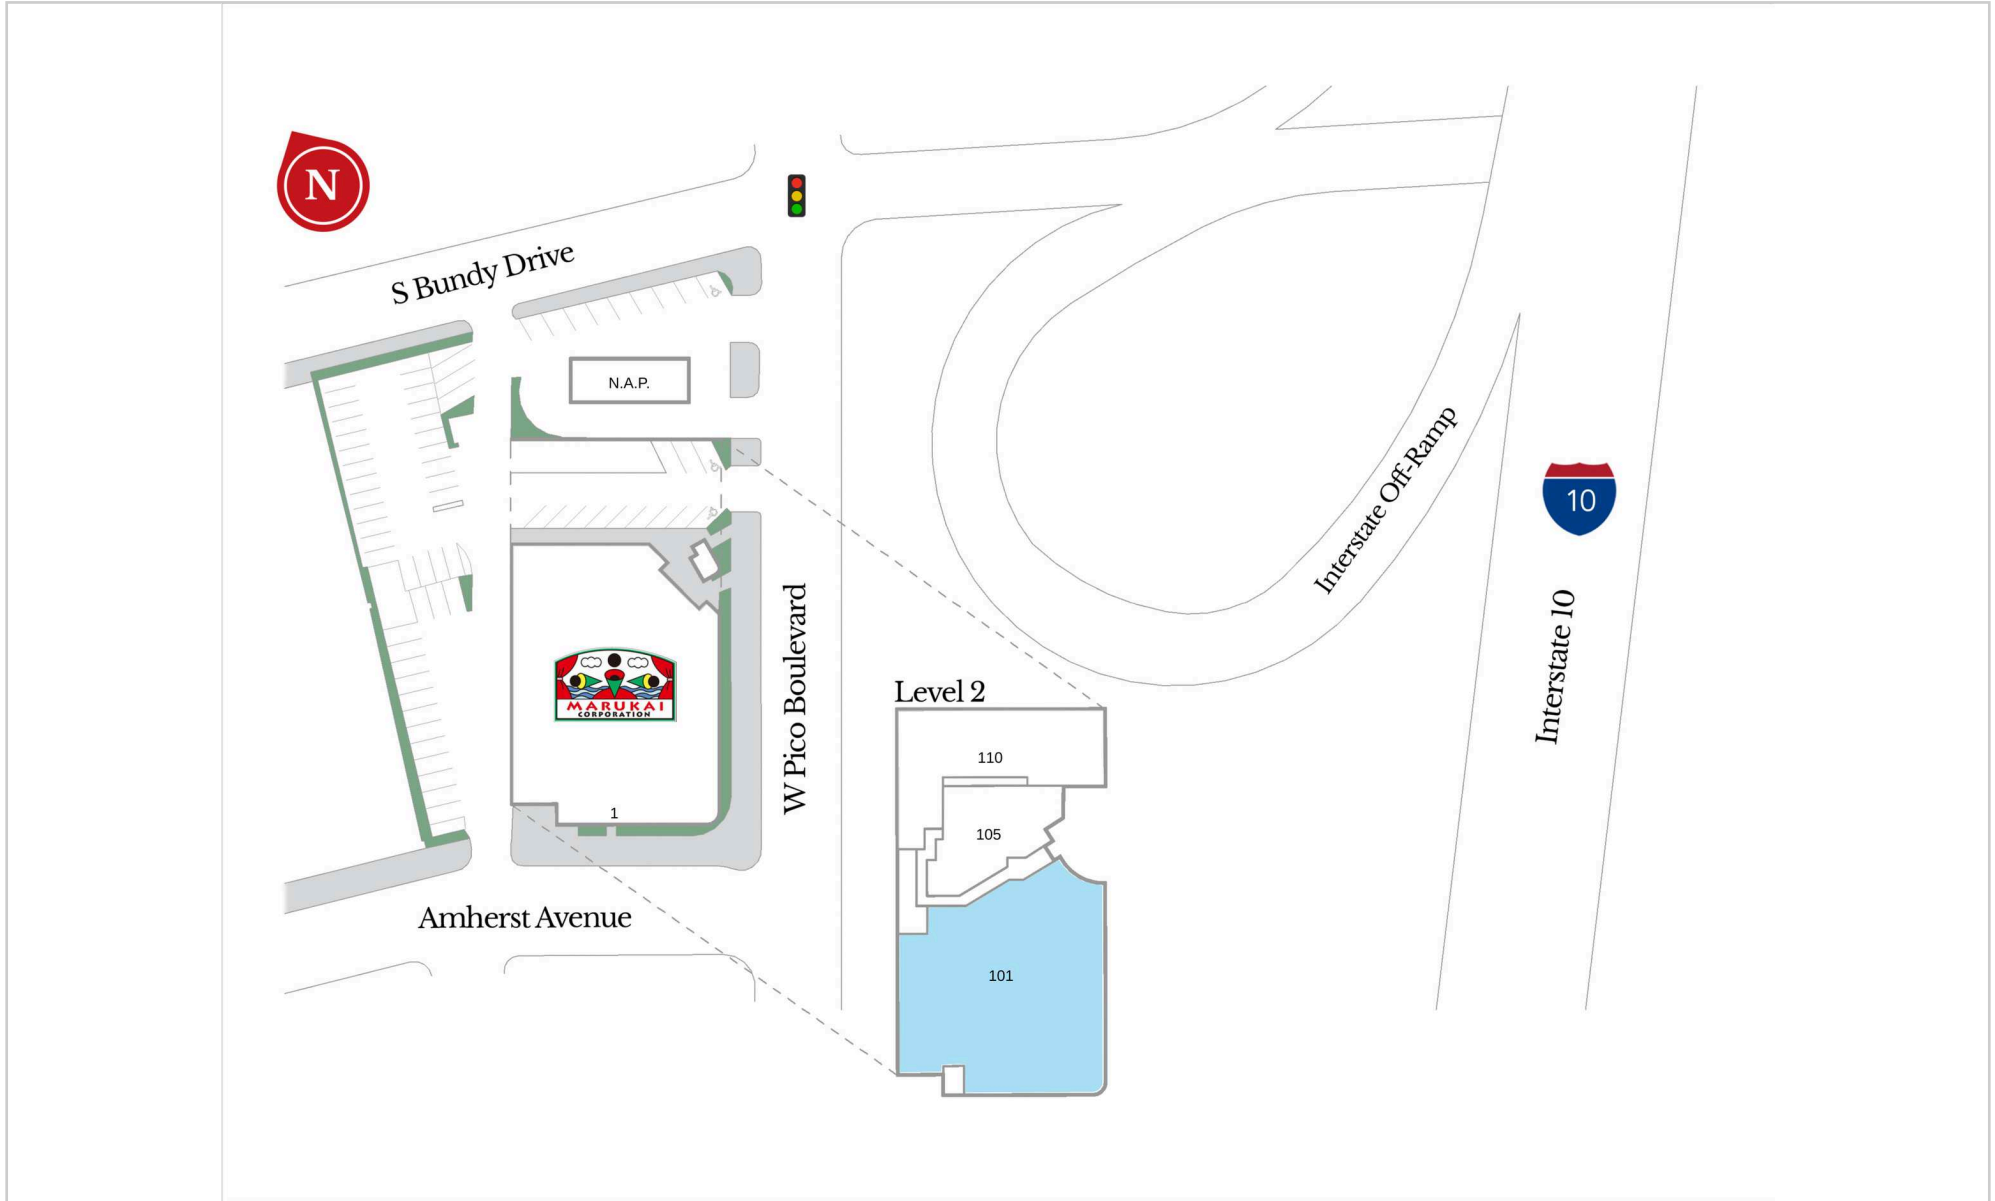 N
S Bundy Drive
N.A.P.
Interstate Off-Ramp
10
Interstate 10
W Pico Boulevard
MARUKAI
CORPORATION
1
Amherst Avenue
Level 2
110
105
101